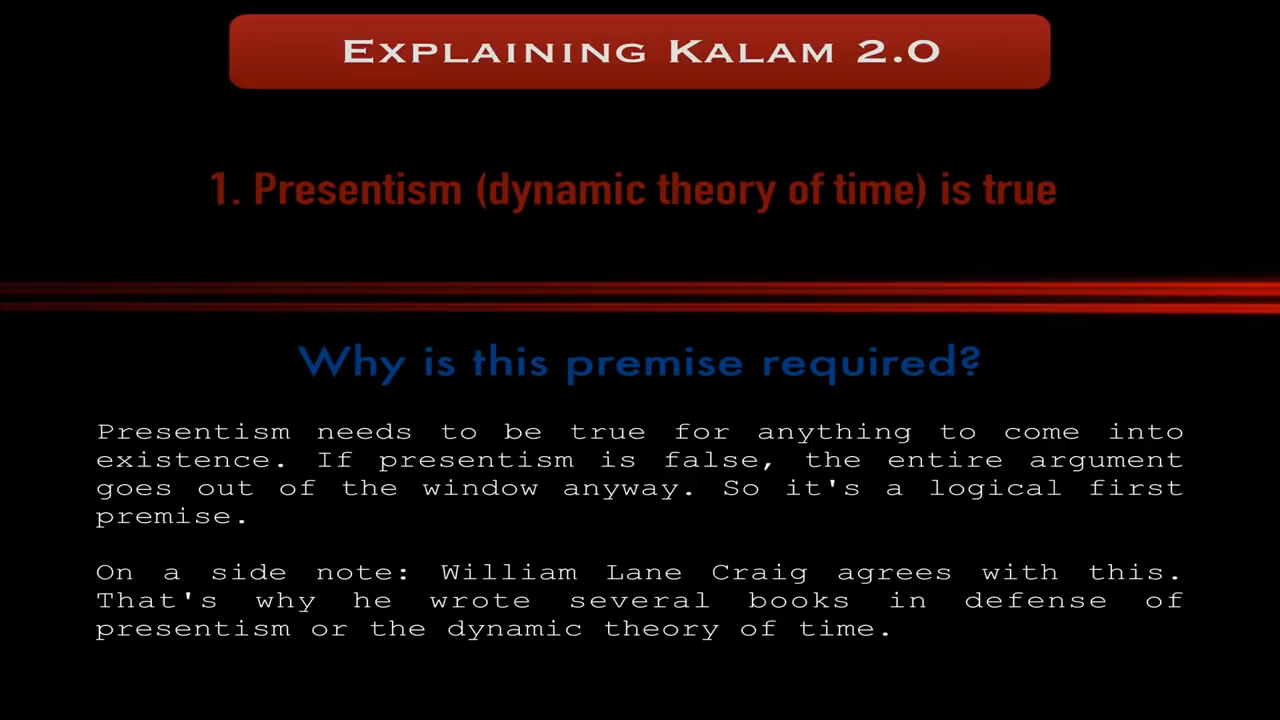 Explaining Kalam 2.0
1. Presentism (dynamic theory of time) is true
Why is this premise required?
Presentism needs to be true for anything to come into
existence. If presentism is false, the entire argument
goes out of the window anyway. So it's a logical first
premise.
On a side note: William Lane Craig agrees with this.
That's why he wrote several books in defense of
presentism or the dynamic theory of time.